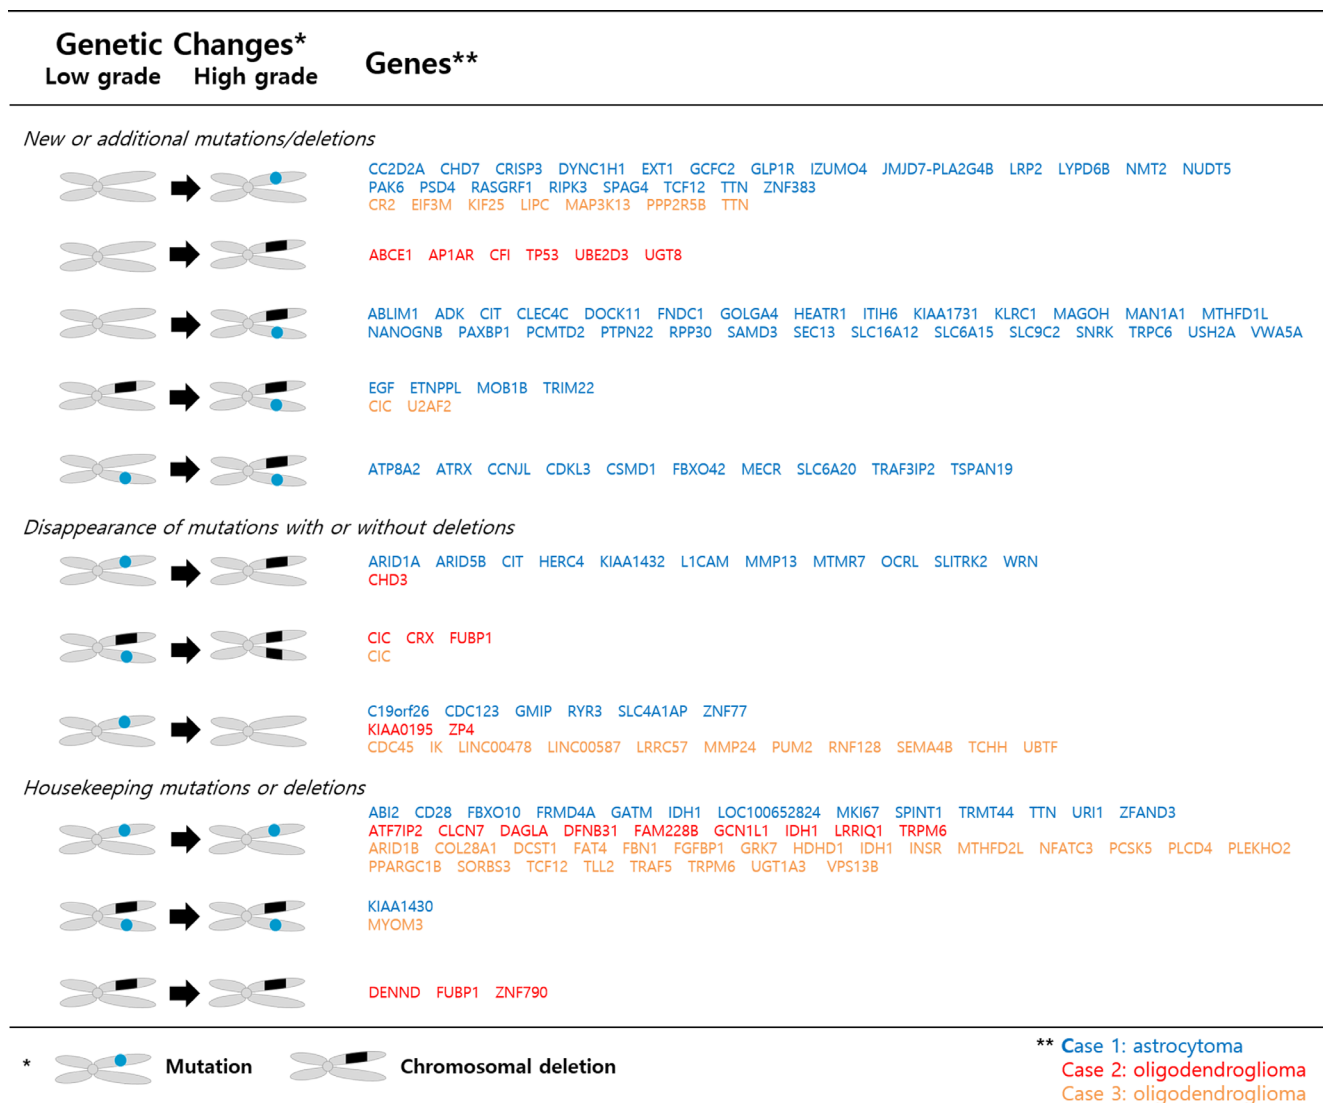 Genetic Changes*
Low grade High grade
Genes**
New or additional mutations/deletions
CC2D2A CHD7 CRISP3 DYNC1H1 EXT1 GCFC2 GLP1R IZUMO4 JMJD7-PLA2G4B LRP2 LYPD6B NMT2 NUDT5
PAK6 PSD4 RASGRF1 RIPK3 SPAG4 TCF12 TTN ZNF383
CR2 EIF3M KIF25 LIPC MAP3K13 PPP2R5B TTN
ABCE1 AP1AR CFI TP53 UBE2D3 UGT8
ABLIM1 ADK CIT CLEC4C DOCK11 FNDC1 GOLGA4 HEATR1 ITIH6 KIAA1731 KLRC1 MAGOH MAN1A1 MTHFD1L
NANOGNB PAXBP1 PCMTD2 PTPN22 RPP30 SAMD3 SEC13 SLC16A12 SLC6A15 SLC9C2 SNRK TRPC6 USH2A VWA5A
EGF ETNPPL MOB1B TRIM22
CIC U2AF2
ATP8A2 ATRX CCNJL CDKL3 CSMD1 FBXO42 MECR SLC6A20 TRAF3IP2 TSPAN19
Disappearance of mutations with or without deletions
ARID1A ARID5B CIT HERC4 KIAA1432 L1CAM MMP13 MTMR7 OCRL SLITRK2 WRN
CHD3
CIC CRX FUBP1
CIC
C19orf26 CDC123 GMIP RYR3 SLC4A1AP ZNF77
KIAA0195 ZP4
CDC45 IK LINC00478 LINC00587 LRRC57 MMP24 PUM2 RNF128 SEMA4B TCHH UBTF
Housekeeping mutations or deletions
ABI2 CD28 FBXO10 FRMD4A GATM IDH1 LOC100652824 MKI67 SPINT1 TRMT44 TTN URI1 ZFAND3
ATF7IP2 CLCN7 DAGLA DFNB31 FAM228B GCN1L1 IDH1 LRRIQ1 TRPM6
ARID1B COL28A1 DCST1 FAT4 FBN1 FGFBP1 GRK7 HDHD1 IDH1 INSR MTHFD2L NFATC3 PCSK5 PLCD4 PLEKHO2
PPARGC1B SORBS3 TCF12 TLL2 TRAF5 TRPM6 UGT1A3 VPS13B
KIAA1430
MYOM3
DENND FUBP1 ZNF790
* Mutation Chromosomal deletion
** Case 1: astrocytoma
Case 2: oligodendroglioma
Case 3: oligodendroglioma